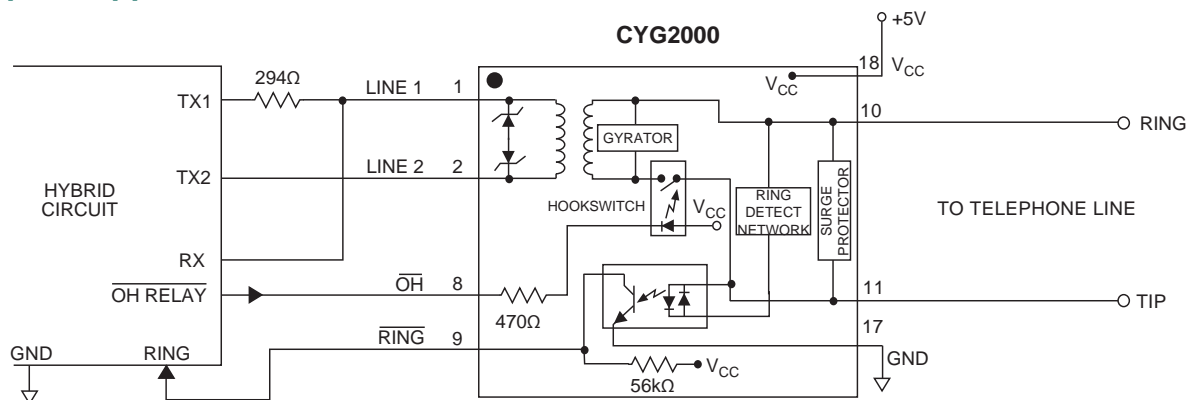 +5V
CYG2000
18
VCC
VCC
294Ω
LINE 1
1
TX1
10
RING
GYRATOR
TX2
LINE 2
2
HYBRID
CIRCUIT
HOOKSWITCH
VCC
RING
DETECT
NETWORK
SURGE
PROTECTOR
TO TELEPHONE LINE
RX
OH RELAY
OH
8
470Ω
11
TIP
17
GND
RING
9
GND
RING
56kΩ
VCC